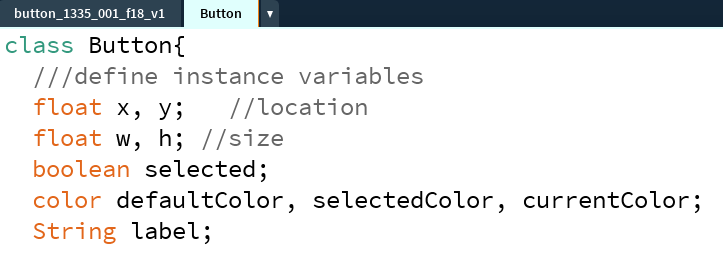 button_1335_001_f18_v1 Button ▼
class Button{
///define instance variables
float x, y; //location
float w, h; //size
boolean selected;
color defaultColor, selectedColor, currentColor;
String label;